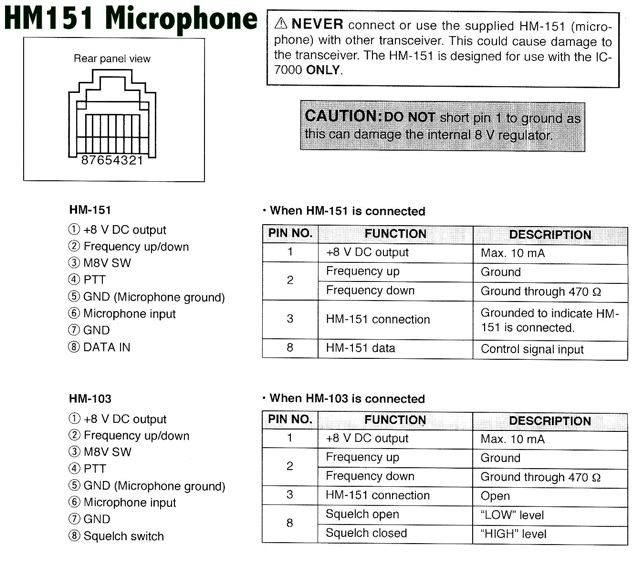 HM151 Microphone
⚠ NEVER connect or use the supplied HM-151 (micro-
phone) with other transceiver. This could cause damage to
the transceiver. The HM-151 is designed for use with the IC-
7000 ONLY.
CAUTION: DO NOT short pin 1 to ground as
this can damage the internal 8 V regulator.
Rear panel view
87654321
HM-151
① +8 V DC output
② Frequency up/down
③ M8V SW
④ PTT
⑤ GND (Microphone ground)
⑥ Microphone input
⑦ GND
⑧ DATA IN
· When HM-151 is connected
PIN NO. FUNCTION DESCRIPTION
1 +8 V DC output Max. 10 mA
2 Frequency up Ground
Frequency down Ground through 470 Ω
3 HM-151 connection Grounded to indicate HM-
151 is connected.
8 HM-151 data Control signal input
HM-103
① +8 V DC output
② Frequency up/down
③ M8V SW
④ PTT
⑤ GND (Microphone ground)
⑥ Microphone input
⑦ GND
⑧ Squelch switch
· When HM-103 is connected
PIN NO. FUNCTION DESCRIPTION
1 +8 V DC output Max. 10 mA
2 Frequency up Ground
Frequency down Ground through 470 Ω
3 HM-151 connection Open
8 Squelch open "LOW" level
Squelch closed "HIGH" level